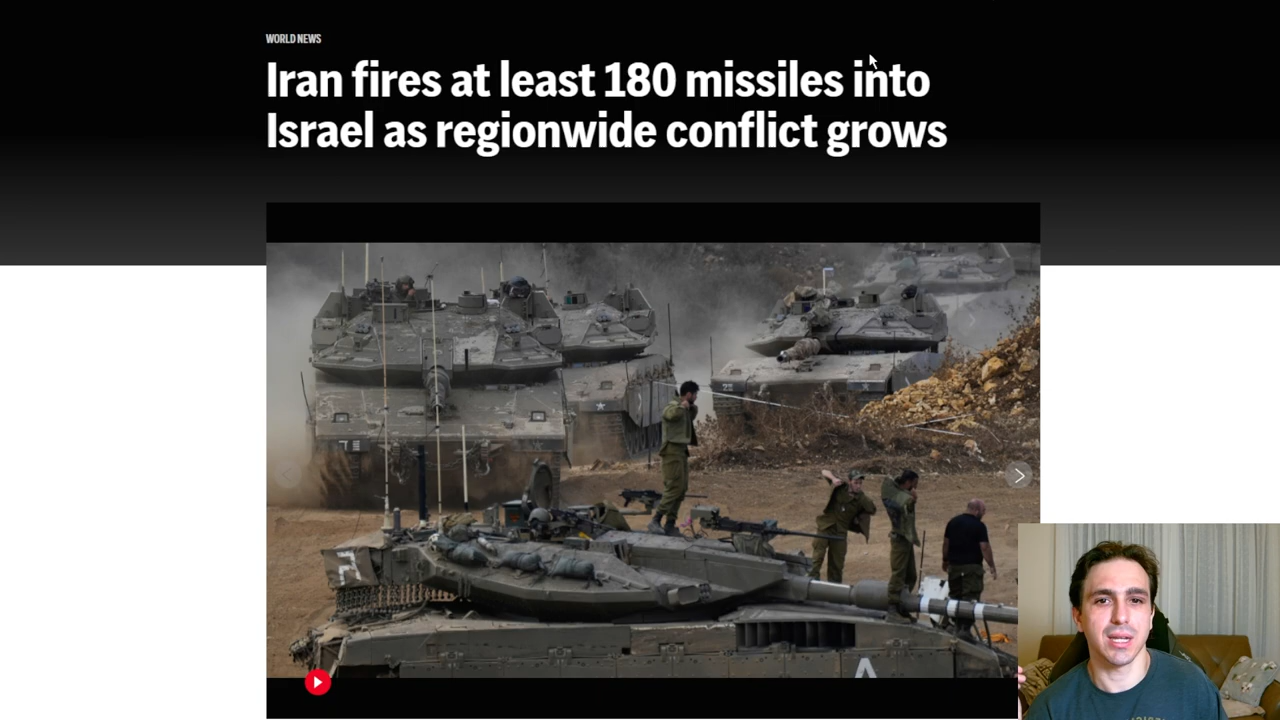 WORLD NEWS
Iran fires at least 180 missiles into
Israel as regionwide conflict grows
A